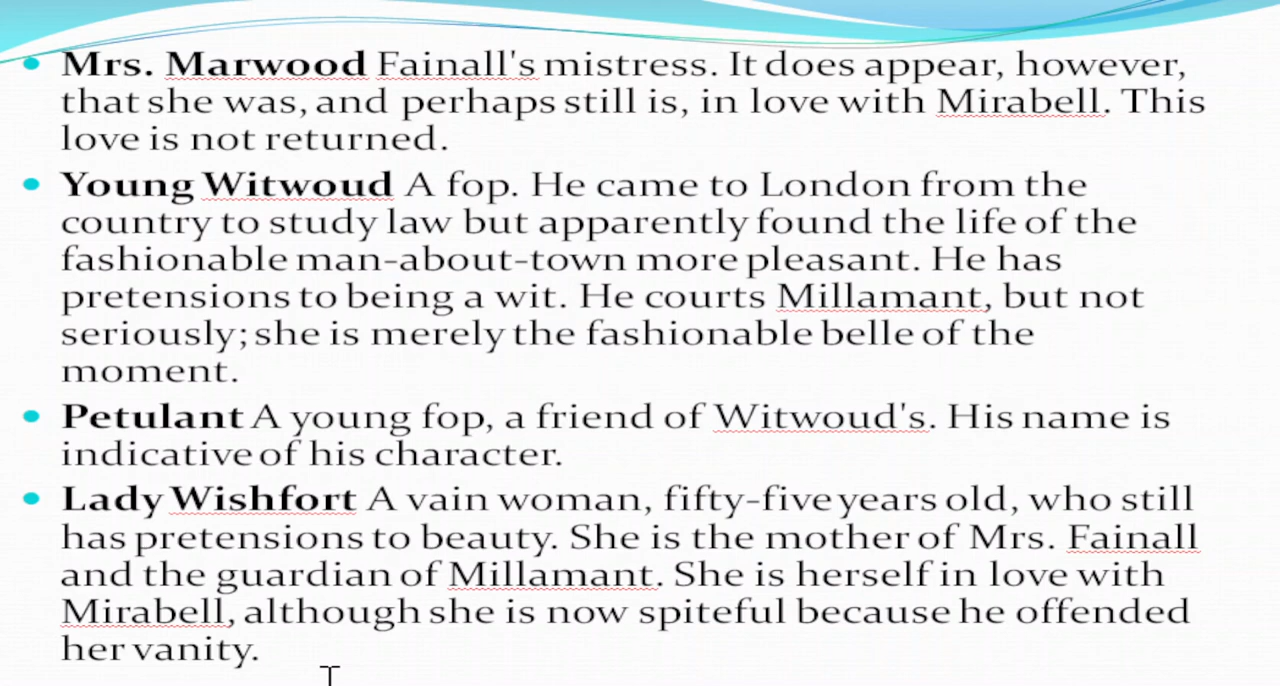 Mrs. Marwood Fainall's mistress. It does appear, however,
that she was, and perhaps still is, in love with Mirabell. This
love is not returned.
Young Witwoud A fop. He came to London from the
country to study law but apparently found the life of the
fashionable man-about-town more pleasant. He has
pretensions to being a wit. He courts Millamant, but not
seriously; she is merely the fashionable belle of the
moment.
Petulant A young fop, a friend of Witwoud's. His name is
indicative of his character.
Lady Wishfort A vain woman, fifty-five years old, who still
has pretensions to beauty. She is the mother of Mrs. Fainall
and the guardian of Millamant. She is herself in love with
Mirabell, although she is now spiteful because he offended
her vanity.